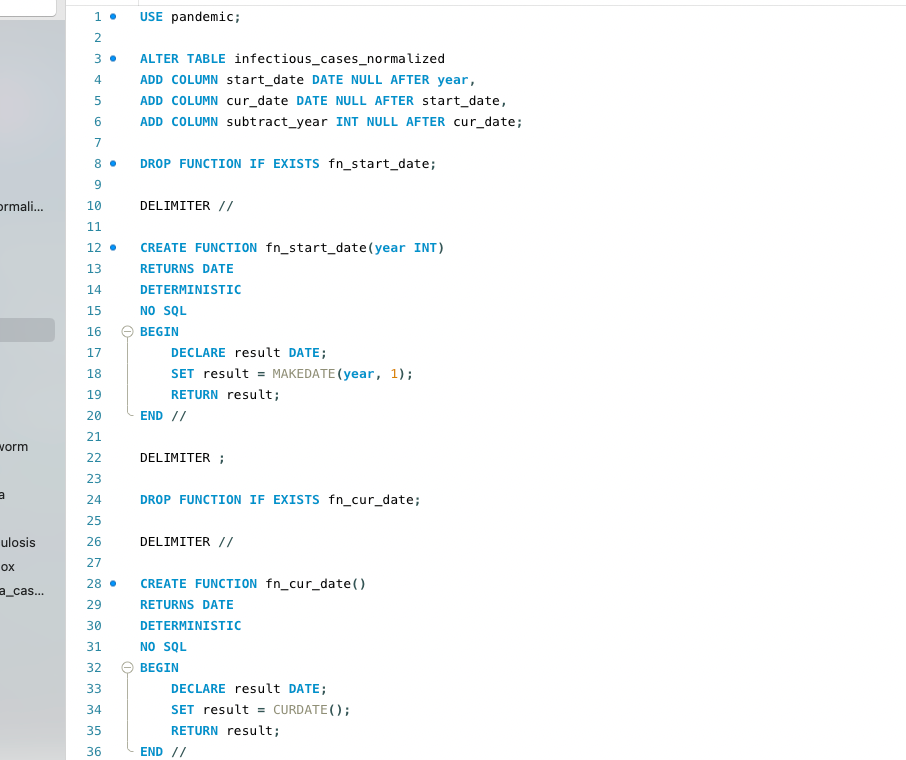 1 USE pandemic;
2
3 ALTER TABLE infectious_cases_normalized
4 ADD COLUMN start_date DATE NULL AFTER year,
5 ADD COLUMN cur_date DATE NULL AFTER start_date,
6 ADD COLUMN subtract_year INT NULL AFTER cur_date;
7
8 DROP FUNCTION IF EXISTS fn_start_date;
9
ormali...
10 DELIMITER //
11
12 CREATE FUNCTION fn_start_date(year INT)
13 RETURNS DATE
14 DETERMINISTIC
15 NO SQL
16 BEGIN
17 DECLARE result DATE;
18 SET result = MAKEDATE(year, 1);
19 RETURN result;
20 END //
21
worm
22 DELIMITER ;
23
a
24 DROP FUNCTION IF EXISTS fn_cur_date;
25
ulosis
26 DELIMITER //
27
ox
28 CREATE FUNCTION fn_cur_date()
a_cas...
29 RETURNS DATE
30 DETERMINISTIC
31 NO SQL
32 BEGIN
33 DECLARE result DATE;
34 SET result = CURDATE();
35 RETURN result;
36 END //